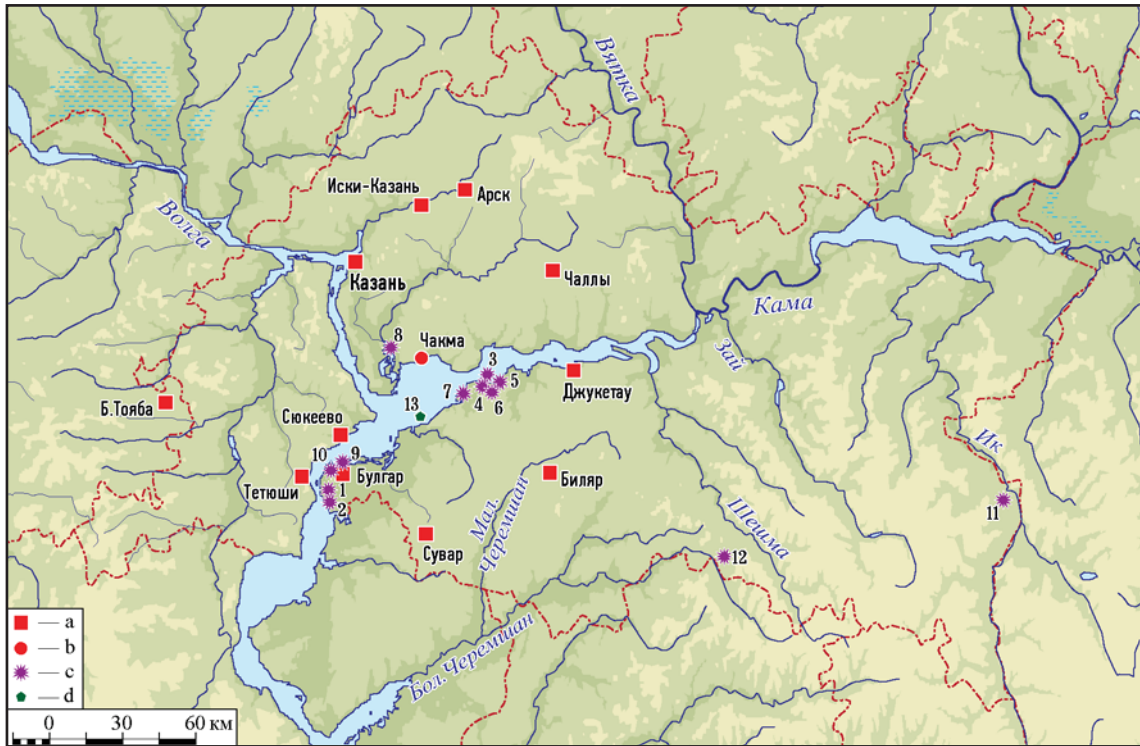 Вятка
Иски-Казань
Арск
Волга
Казань
Чаллы
Кама
8
Чакма
3
Зай
5
7
4
6
Джукетау
Б.Тояба
13
Сюкеево
Ик
10
9
Булгар
Тетюши
1
Биляр
2
Мал.
Черемшан
Шешма
11
Сувар
12
Бол. Черемшан
a
b
c
d
0 30 60 км